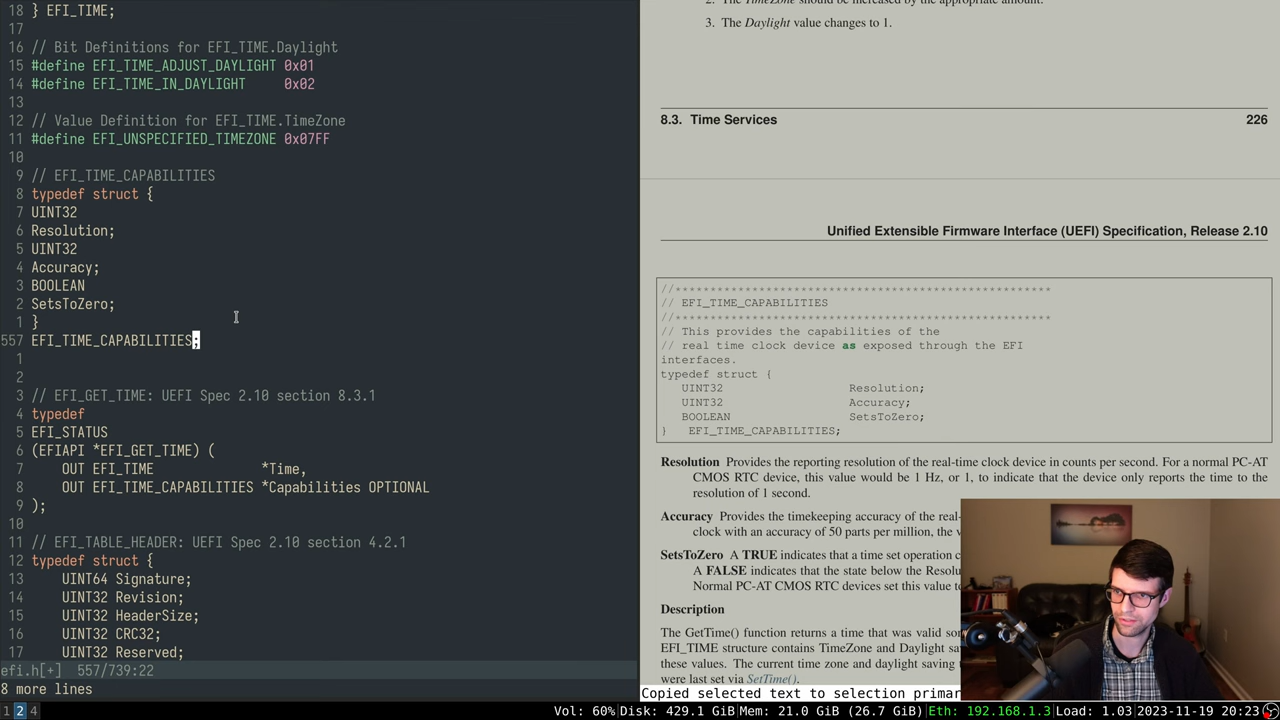 18 } EFI_TIME;
17
16 // Bit Definitions for EFI_TIME.Daylight
15 #define EFI_TIME_ADJUST_DAYLIGHT 0x01
14 #define EFI_TIME_IN_DAYLIGHT     0x02
13
12 // Value Definition for EFI_TIME.TimeZone
11 #define EFI_UNSPECIFIED_TIMEZONE 0x07FF
10
9 // EFI_TIME_CAPABILITIES
8 typedef struct {
7 UINT32
6 Resolution;
5 UINT32
4 Accuracy;
3 BOOLEAN
2 SetsToZero;
1 }
557 EFI_TIME_CAPABILITIES;
1
2
3 // EFI_GET_TIME: UEFI Spec 2.10 section 8.3.1
4 typedef
5 EFI_STATUS
6 (EFIAPI *EFI_GET_TIME) (
7     OUT EFI_TIME              *Time,
8     OUT EFI_TIME_CAPABILITIES *Capabilities OPTIONAL
9 );
10
11 // EFI_TABLE_HEADER: UEFI Spec 2.10 section 4.2.1
12 typedef struct {
13     UINT64 Signature;
14     UINT32 Revision;
15     UINT32 HeaderSize;
16     UINT32 CRC32;
17     UINT32 Reserved;
efi.h[+]  557/739:22
8 more lines
2. The TimeZone should be increased by the appropriate amount.
3. The Daylight value changes to 1.
8.3. Time Services 226
Unified Extensible Firmware Interface (UEFI) Specification, Release 2.10
//***************************************************
// EFI_TIME_CAPABILITIES
//***************************************************
// This provides the capabilities of the
// real time clock device as exposed through the EFI
interfaces.
typedef struct {
UINT32 Resolution;
UINT32 Accuracy;
BOOLEAN SetsToZero;
} EFI_TIME_CAPABILITIES;
Resolution Provides the reporting resolution of the real-time clock device in counts per second. For a normal PC-AT
CMOS RTC device, this value would be 1 Hz, or 1, to indicate that the device only reports the time to the
resolution of 1 second.
Accuracy Provides the timekeeping accuracy of the real-
clock with an accuracy of 50 parts per million, the v
SetsToZero A TRUE indicates that a time set operation c
A FALSE indicates that the state below the Resolu
Normal PC-AT CMOS RTC devices set this value to
Description
The GetTime() function returns a time that was valid som
EFI_TIME structure contains TimeZone and Daylight sav
these values. The current time zone and daylight saving t
were last set via SetTime().
Copied selected text to selection primar
1 2 4 Vol: 60% Disk: 429.1 GiB Mem: 21.0 GiB (26.7 GiB) Eth: 192.168.1.3 Load: 1.03 2023-11-19 20:23